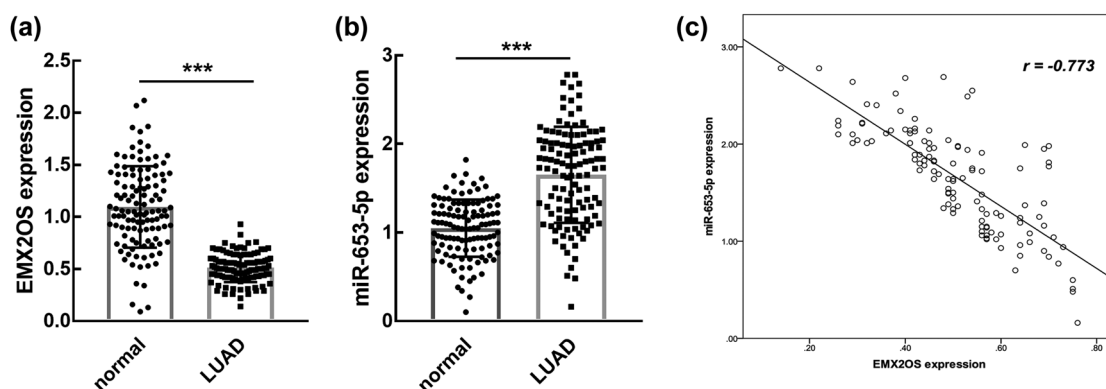 (a)
EMX2OS expression
2.5
2.0
1.5
1.0
0.5
0.0
***
normal
LUAD
(b)
miR-653-5p expression
3
2
1
0
***
normal
LUAD
(c)
miR-653-5p expression
3.00
2.00
1.00
.00
r = -0.773
.20
.40
.60
.80
EMX2OS expression